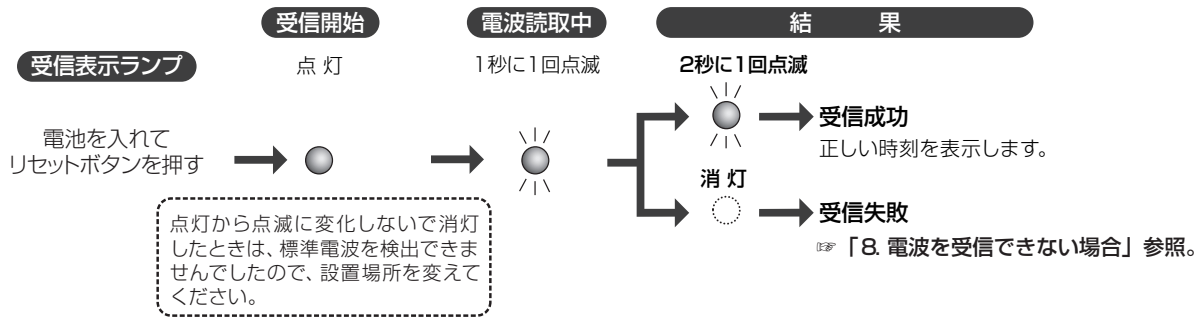 受信開始
電波読取中
結 果
受信表示ランプ
点 灯
1秒に1回点滅
2秒に1回点滅
電池を入れて
リセットボタンを押す
受信成功
正しい時刻を表示します。
消 灯
受信失敗
☞「8. 電波を受信できない場合」参照。
点灯から点滅に変化しないで消灯
したときは、標準電波を検出できま
せんでしたので、設置場所を変えて
ください。